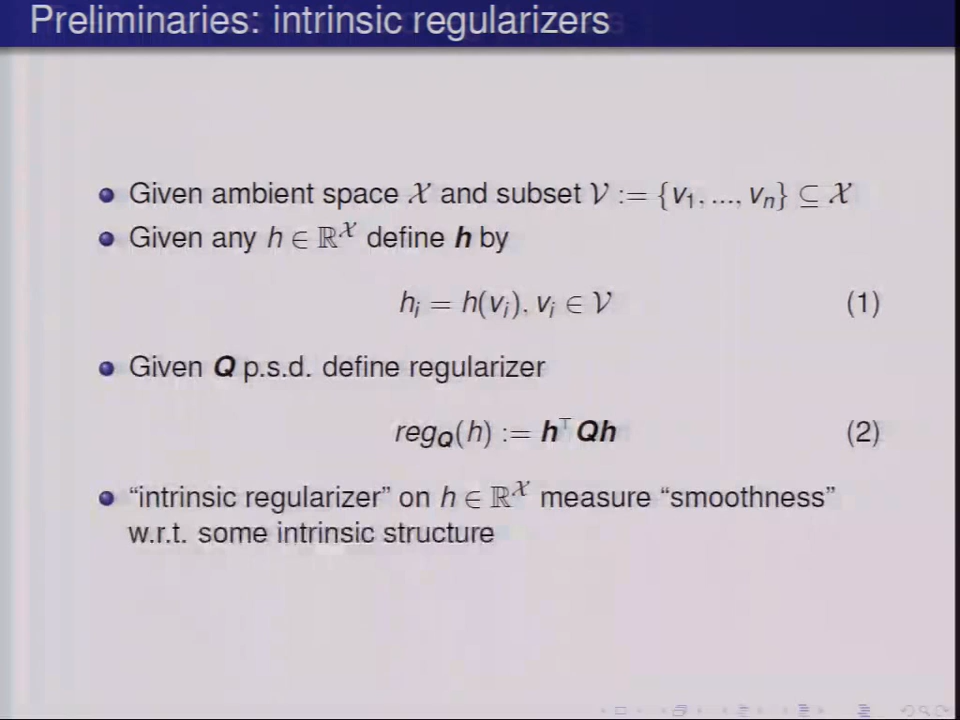 Preliminaries: intrinsic regularizers
Given ambient space 𝒳 and subset 𝒱 := {v₁, ..., vₙ} ⊆ 𝒳
Given any h ∈ ℝ^𝒳 define h by
hᵢ = h(vᵢ), vᵢ ∈ 𝒱 (1)
Given Q p.s.d. define regularizer
reg_Q(h) := h^⊤Qh (2)
“intrinsic regularizer” on h ∈ ℝ^𝒳 measure “smoothness”
w.r.t. some intrinsic structure